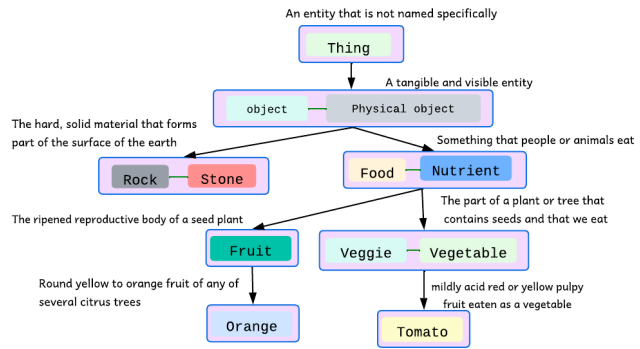 An entity that is not named specifically
Thing
A tangible and visible entity
object
Physical object
The hard, solid material that forms
part of the surface of the earth
Something that people or animals eat
Rock
Stone
Food
Nutrient
The ripened reproductive body of a seed plant
The part of a plant or tree that
contains seeds and that we eat
Fruit
Veggie
Vegetable
Round yellow to orange fruit of any of
several citrus trees
mildly acid red or yellow pulpy
fruit eaten as a vegetable
Orange
Tomato